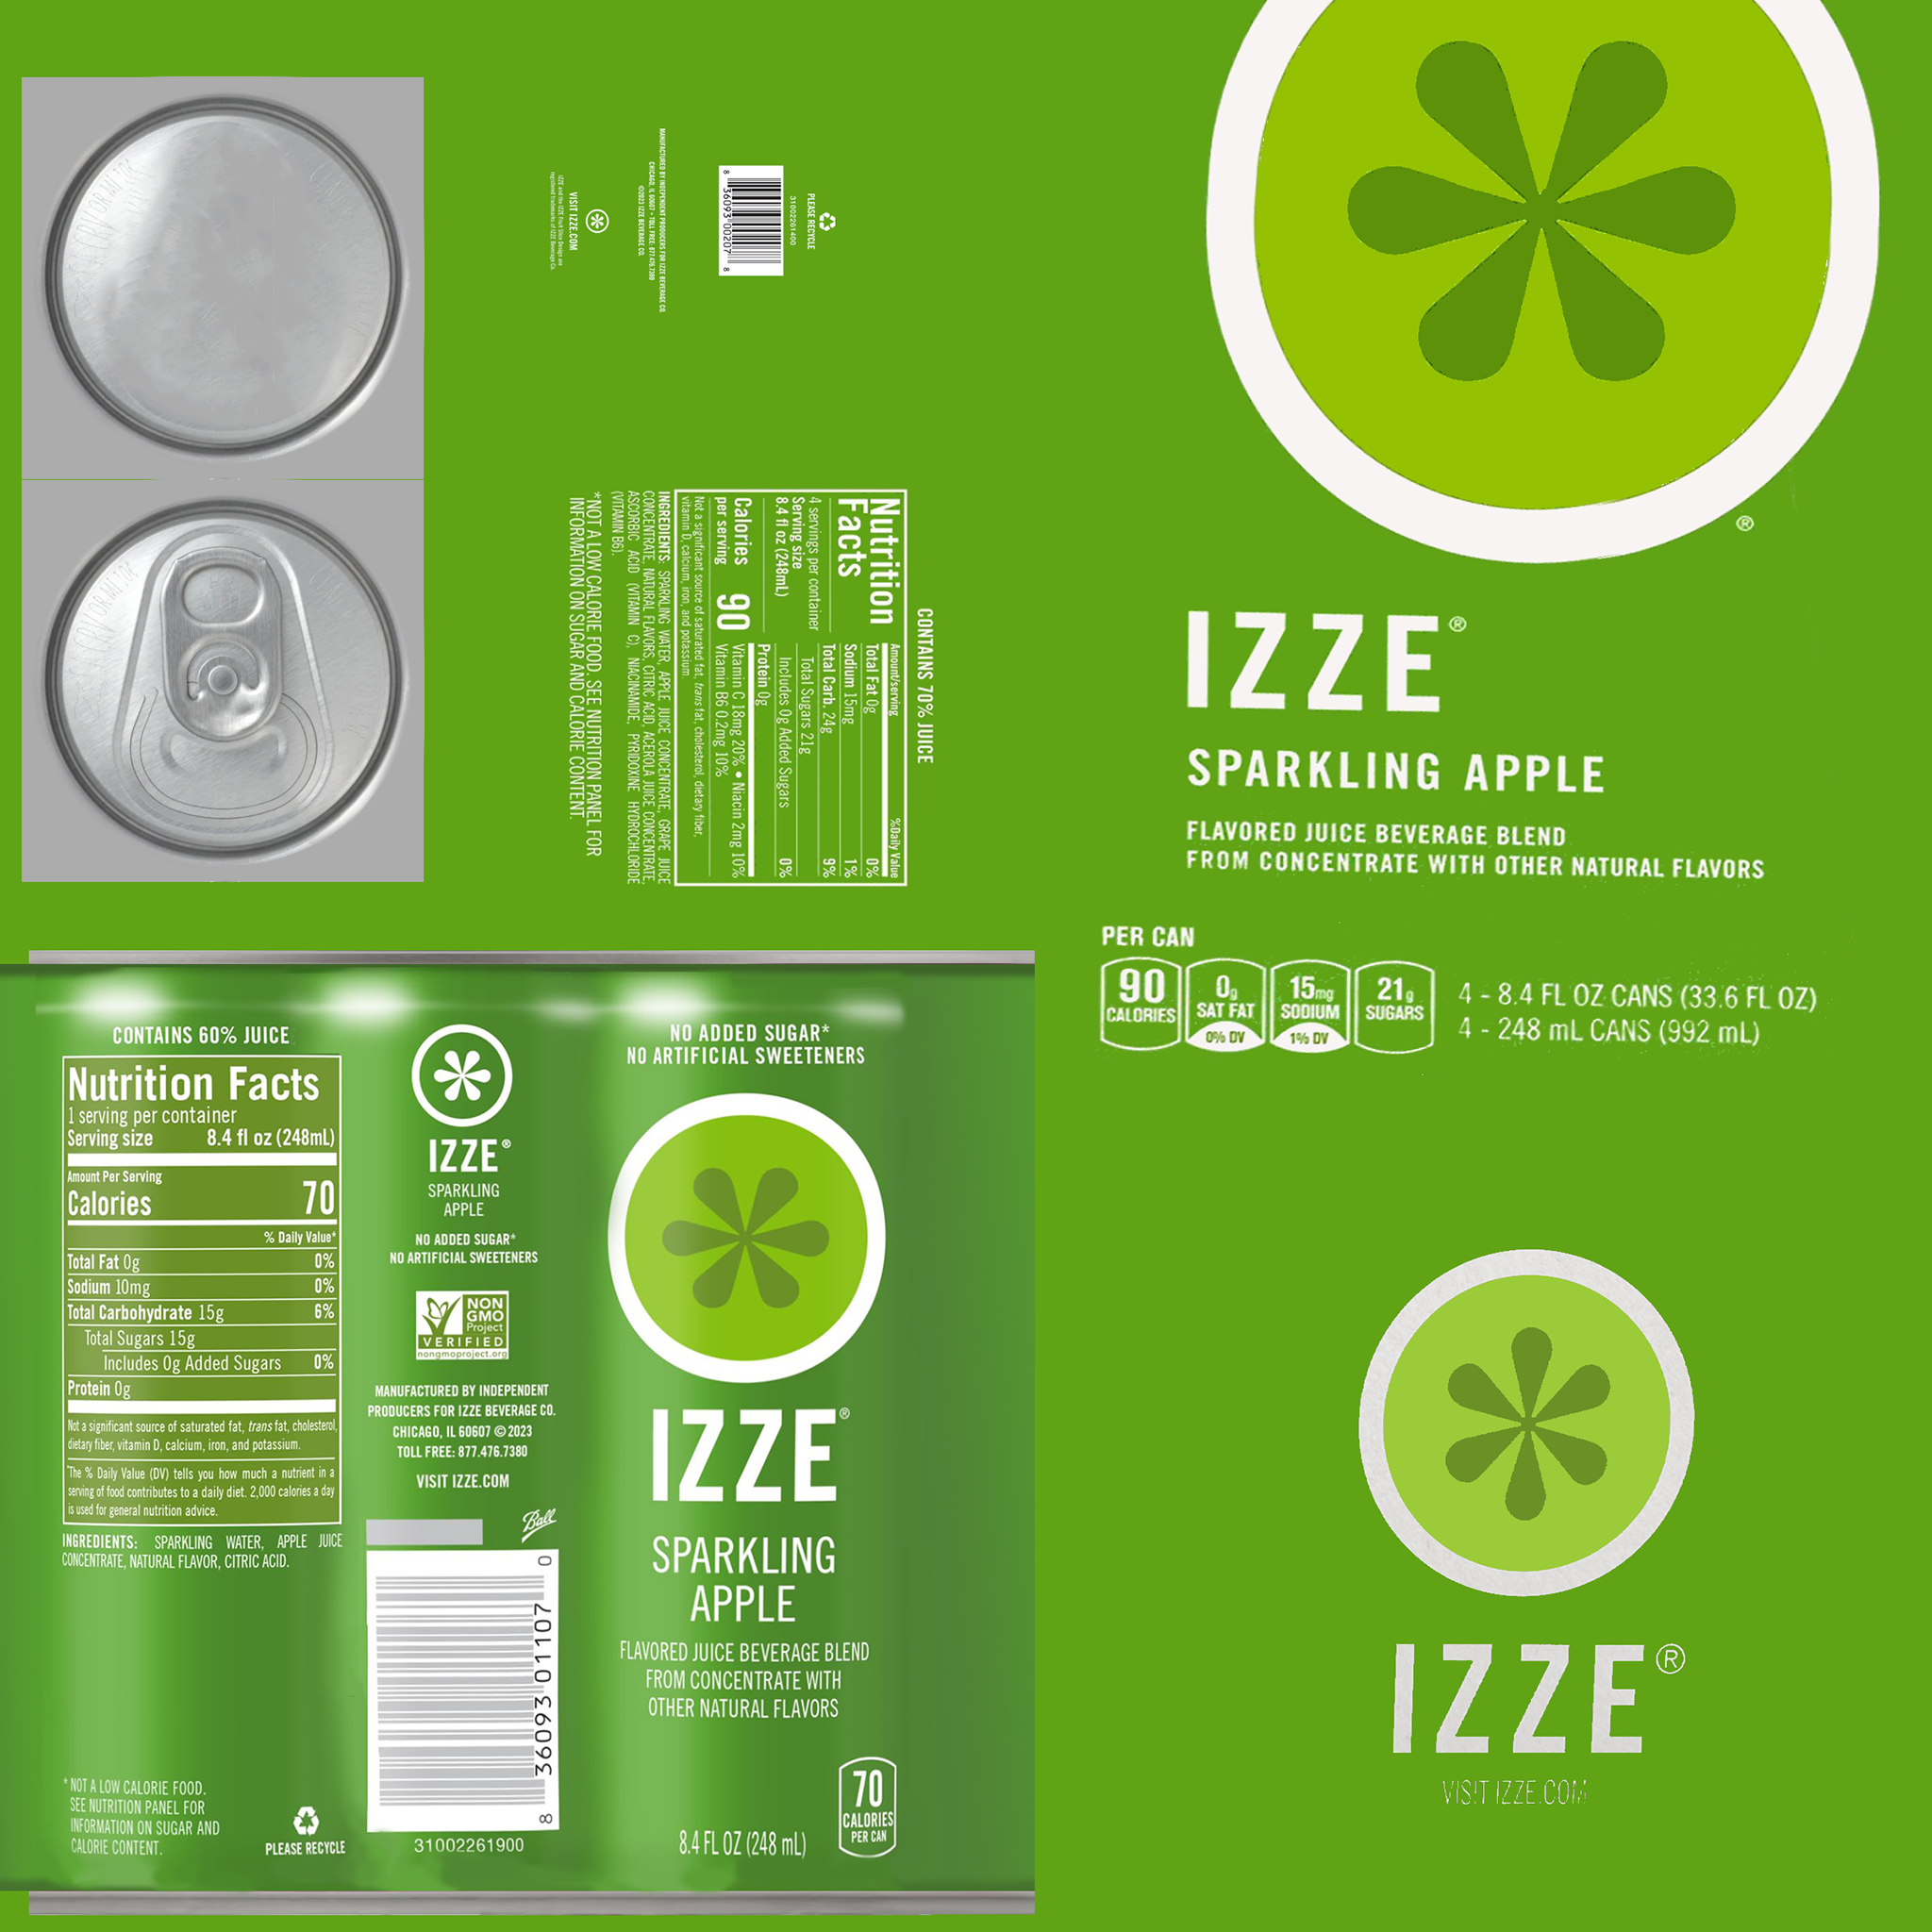 8 36093 00207 8
310022261400
PLEASE RECYCLE
MANUFACTURED BY INDEPENDENT PRODUCERS FOR IZZE BEVERAGE CO.
CHICAGO, IL 60607 • TOLL FREE: 877.476.7380
©2023 IZZE BEVERAGE CO.
VISIT IZZE.COM
IZZE and the IZZE Fruit Slice Design are
registered trademarks of IZZE Beverage Co.
CONTAINS 70% JUICE
Nutrition
Facts
4 servings per container
Serving size
8.4 fl oz (248mL)
Calories
per serving 90
Amount/serving %Daily Value
Total Fat 0g 0%
Sodium 15mg 1%
Total Carb. 24g 9%
Total Sugars 21g
Includes 0g Added Sugars 0%
Protein 0g
Vitamin C 18mg 20% • Niacin 2mg 10%
Vitamin B6 0.2mg 10%
Not a significant source of saturated fat, trans fat, cholesterol, dietary fiber,
vitamin D, calcium, iron, and potassium.
INGREDIENTS: SPARKLING WATER, APPLE JUICE CONCENTRATE, GRAPE JUICE
CONCENTRATE, NATURAL FLAVORS, CITRIC ACID, ACEROLA JUICE CONCENTRATE,
ASCORBIC ACID (VITAMIN C), NIACINAMIDE, PYRIDOXINE HYDROCHLORIDE
(VITAMIN B6).
*NOT A LOW CALORIE FOOD. SEE NUTRITION PANEL FOR
INFORMATION ON SUGAR AND CALORIE CONTENT.
®
IZZE®
SPARKLING APPLE
FLAVORED JUICE BEVERAGE BLEND
FROM CONCENTRATE WITH OTHER NATURAL FLAVORS
PER CAN
90 CALORIES
0g SAT FAT 0% DV
15mg SODIUM 1% DV
21g SUGARS
4 - 8.4 FL OZ CANS (33.6 FL OZ)
4 - 248 mL CANS (992 mL)
CONTAINS 60% JUICE
Nutrition Facts
1 serving per container
Serving size 8.4 fl oz (248mL)
Amount Per Serving
Calories 70
% Daily Value*
Total Fat 0g 0%
Sodium 10mg 0%
Total Carbohydrate 15g 6%
Total Sugars 15g
Includes 0g Added Sugars 0%
Protein 0g
Not a significant source of saturated fat, trans fat, cholesterol,
dietary fiber, vitamin D, calcium, iron, and potassium.
*The % Daily Value (DV) tells you how much a nutrient in a
serving of food contributes to a daily diet. 2,000 calories a day
is used for general nutrition advice.
INGREDIENTS: SPARKLING WATER, APPLE JUICE
CONCENTRATE, NATURAL FLAVOR, CITRIC ACID.
* NOT A LOW CALORIE FOOD.
SEE NUTRITION PANEL FOR
INFORMATION ON SUGAR AND
CALORIE CONTENT.
PLEASE RECYCLE
IZZE®
SPARKLING
APPLE
NO ADDED SUGAR*
NO ARTIFICIAL SWEETENERS
NON
GMO
Project
VERIFIED
nongmoproject.org
MANUFACTURED BY INDEPENDENT
PRODUCERS FOR IZZE BEVERAGE CO.
CHICAGO, IL 60607 © 2023
TOLL FREE: 877.476.7380
VISIT IZZE.COM
Ball
8 36093 01107 0
31002261900
NO ADDED SUGAR*
NO ARTIFICIAL SWEETENERS
IZZE®
SPARKLING
APPLE
FLAVORED JUICE BEVERAGE BLEND
FROM CONCENTRATE WITH
OTHER NATURAL FLAVORS
70
CALORIES
PER CAN
8.4 FL OZ (248 mL)
IZZE®
VISIT IZZE.COM